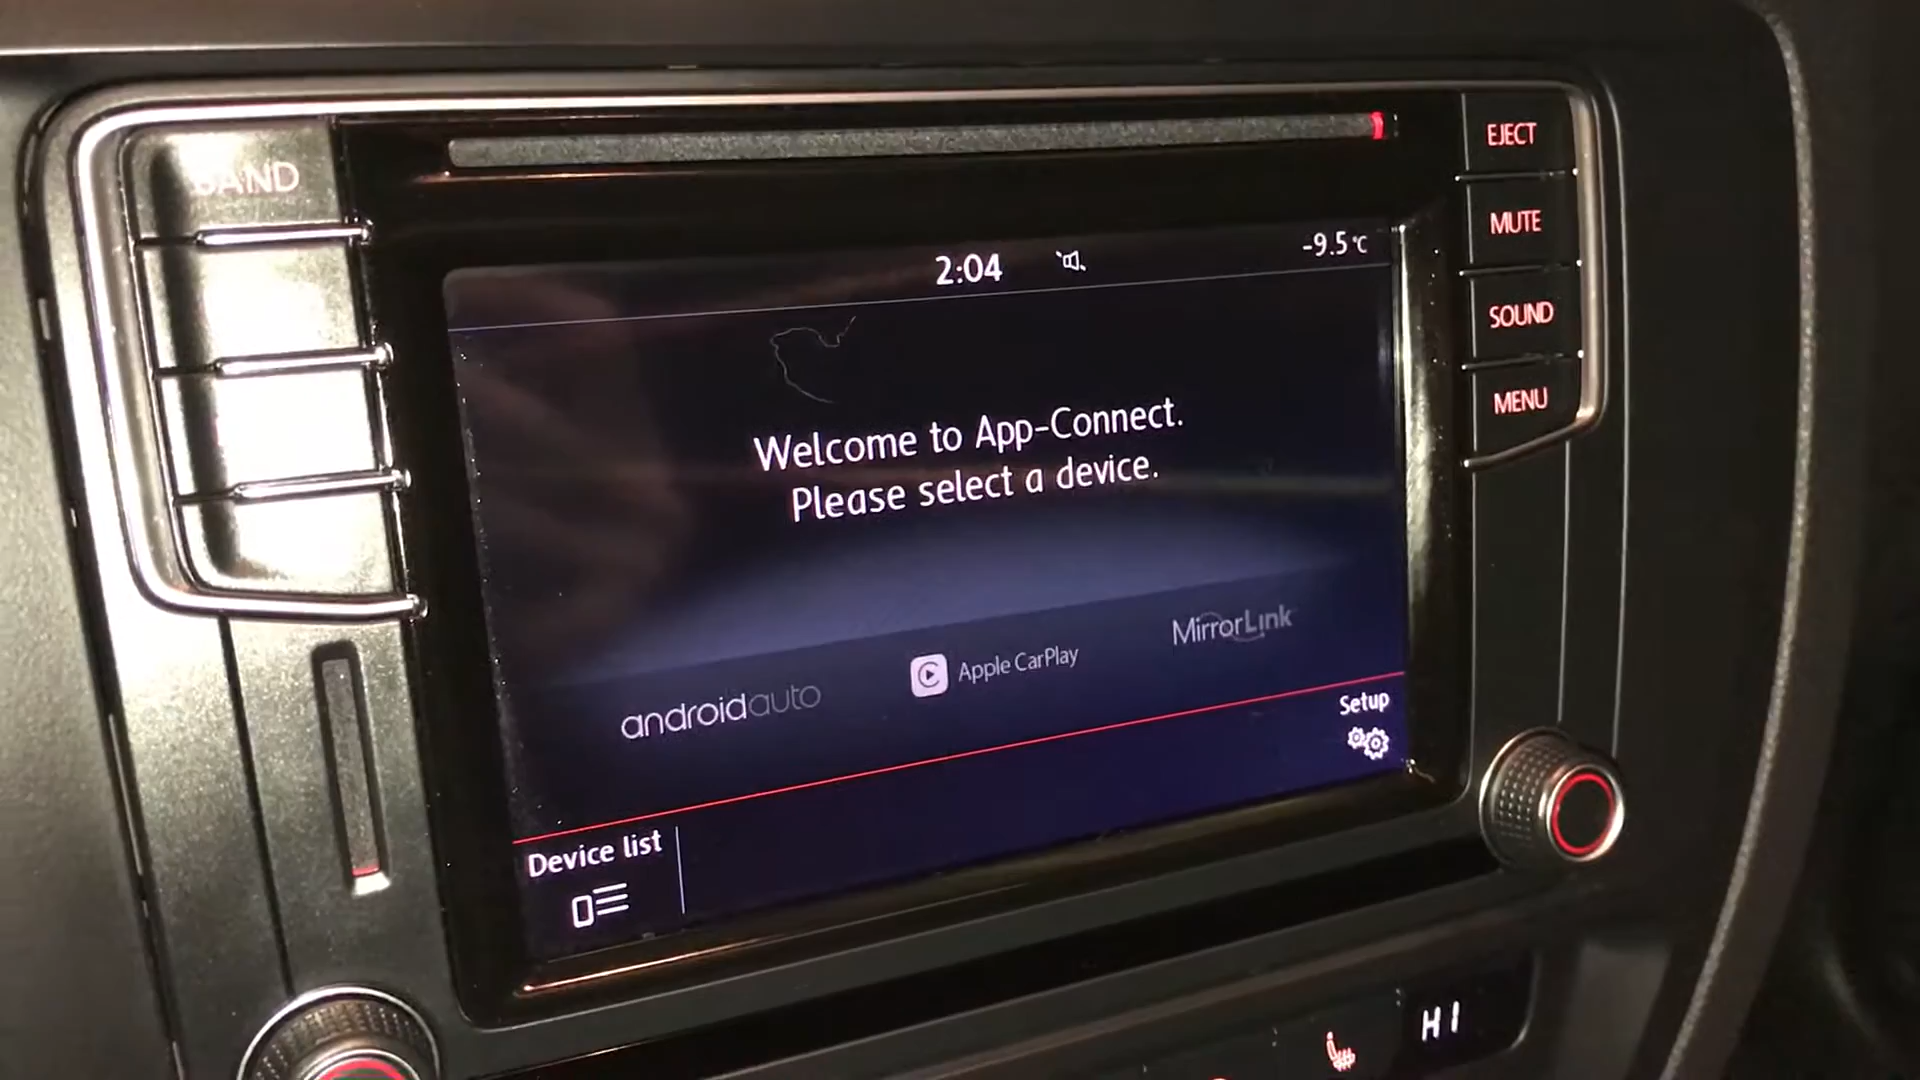 BAND
EJECT
MUTE
SOUND
MENU
2:04
-9.5°C
Welcome to App-Connect.
Please select a device.
androidauto
Apple CarPlay
MirrorLink
Setup
Device list
HI